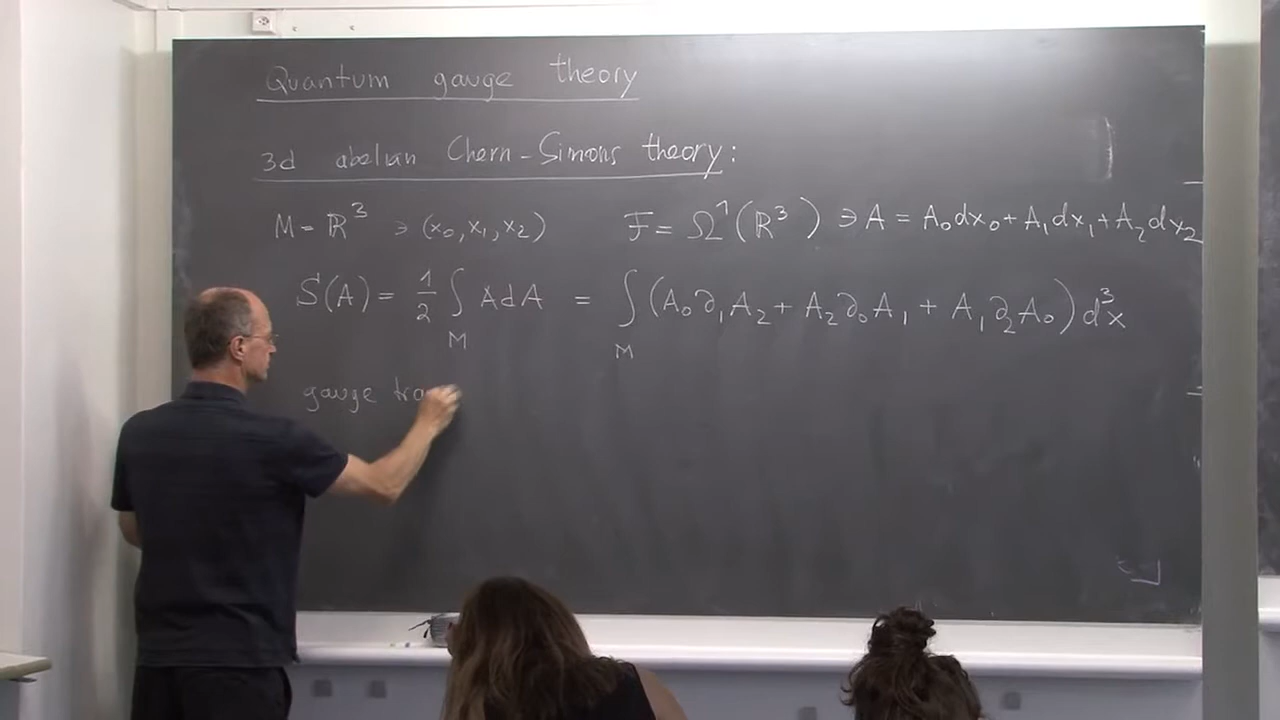 Quantum gauge theory
3d abelian Chern-Simons theory:
M = ℝ³ ∋ (x₀, x₁, x₂)   F = Ω¹(ℝ³) ∋ A = A₀dx₀ + A₁dx₁ + A₂dx₂
S(A) = 1/2 ∫_M AdA = ∫_M (A₀∂₁A₂ + A₂∂₀A₁ + A₁∂₂A₀) d³x
gauge tra